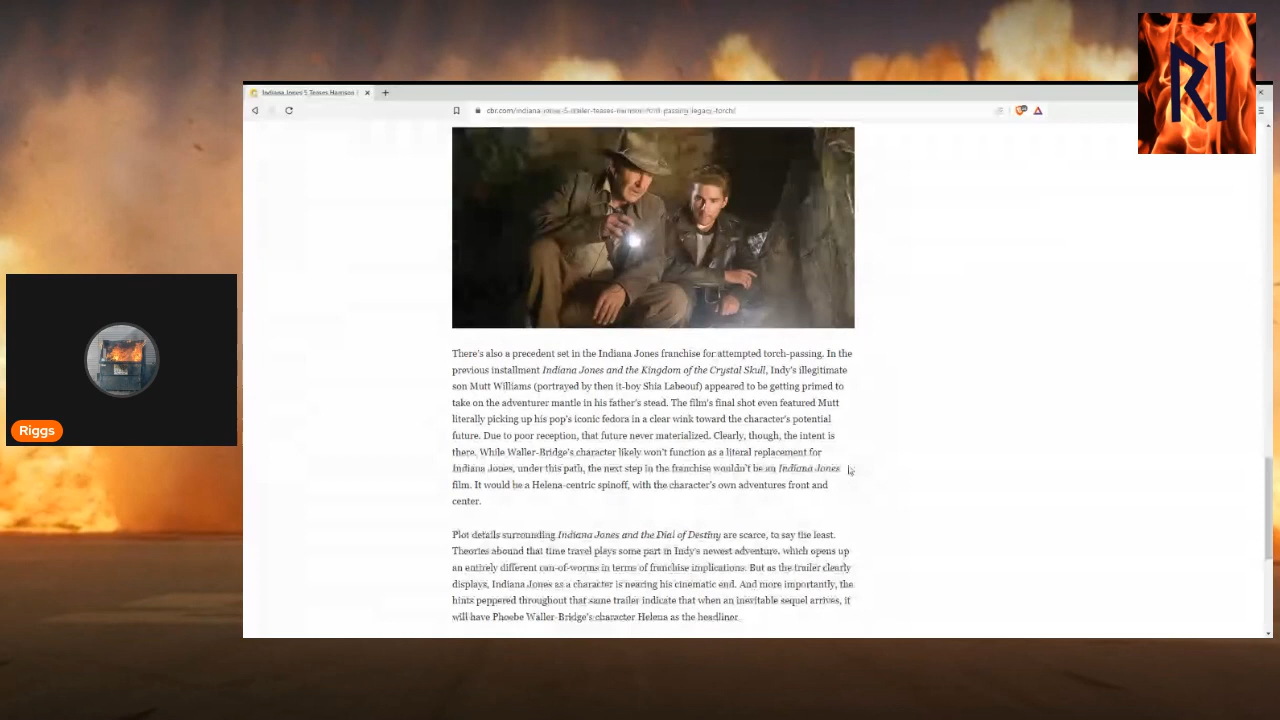 RI
Indiana Jones 5 Teases Harrison
cbr.com/indiana-jones-5-trailer-teases-harrison-ford-passing-legacy-torch/
There's also a precedent set in the Indiana Jones franchise for attempted torch-passing. In the
previous installment Indiana Jones and the Kingdom of the Crystal Skull, Indy's illegitimate
son Mutt Williams (portrayed by then it-boy Shia Labeouf) appeared to be getting primed to
take on the adventurer mantle in his father's stead. The film's final shot even featured Mutt
literally picking up his pop's iconic fedora in a clear wink toward the character's potential
future. Due to poor reception, that future never materialized. Clearly, though, the intent is
there. While Waller-Bridge's character likely won't function as a literal replacement for
Indiana Jones, under this path, the next step in the franchise wouldn't be an Indiana Jones
film. It would be a Helena-centric spinoff, with the character's own adventures front and
center.
Plot details surrounding Indiana Jones and the Dial of Destiny are scarce, to say the least.
Theories abound that time travel plays some part in Indy's newest adventure, which opens up
an entirely different can-of-worms in terms of franchise implications. But as the trailer clearly
displays, Indiana Jones as a character is nearing his cinematic end. And more importantly, the
hints peppered throughout that same trailer indicate that when an inevitable sequel arrives, it
will have Phoebe Waller-Bridge's character Helena as the headliner.
Riggs